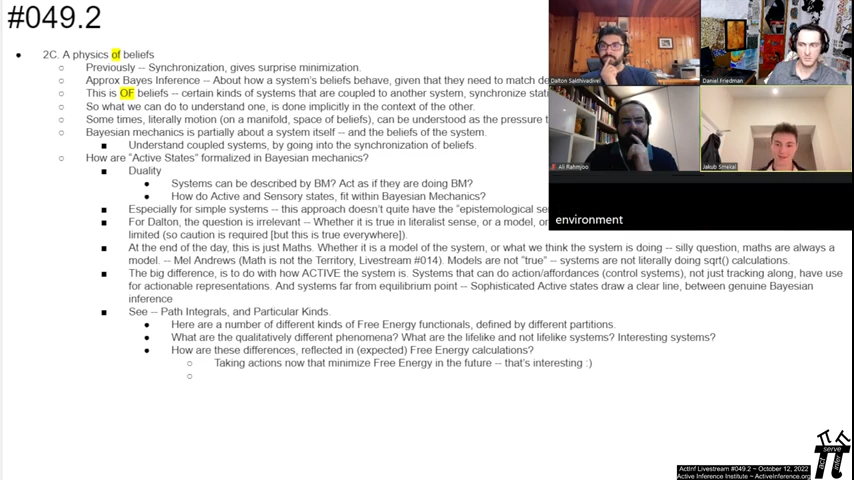 #049.2
● 2C. A physics of beliefs
○ Previously -- Synchronization, gives surprise minimization.
○ Approx Bayes Inference -- About how a system's beliefs behave, given that they need to match de
○ This is OF beliefs -- certain kinds of systems that are coupled to another system, synchronize stat
○ So what we can do to understand one, is done implicitly in the context of the other.
○ Some times, literally motion (on a manifold, space of beliefs), can be understood as the pressure t
○ Bayesian mechanics is partially about a system itself -- and the beliefs of the system.
■ Understand coupled systems, by going into the synchronization of beliefs.
○ How are "Active States" formalized in Bayesian mechanics?
■ Duality
● Systems can be described by BM? Act as if they are doing BM?
● How do Active and Sensory states, fit within Bayesian Mechanics?
■ Especially for simple systems -- this approach doesn't quite have the "epistemological se
■ For Dalton, the question is irrelevant -- Whether it is true in literalist sense, or a model, or
limited (so caution is required [but this is true everywhere]).
■ At the end of the day, this is just Maths. Whether it is a model of the system, or what we think the system is doing -- silly question, maths are always a
model. -- Mel Andrews (Math is not the Territory, Livestream #014). Models are not "true" -- systems are not literally doing sqrt() calculations.
■ The big difference, is to do with how ACTIVE the system is. Systems that can do action/affordances (control systems), not just tracking along, have use
for actionable representations. And systems far from equilibrium point -- Sophisticated Active states draw a clear line, between genuine Bayesian
inference
■ See -- Path Integrals, and Particular Kinds.
● Here are a number of different kinds of Free Energy functionals, defined by different partitions.
● What are the qualitatively different phenomena? What are the lifelike and not lifelike systems? Interesting systems?
● How are these differences, reflected in (expected) Free Energy calculations?
○ Taking actions now that minimize Free Energy in the future -- that's interesting :)
○
Dalton Sakthivadivel
Daniel Friedman
Ali Rahmjoo
Jakub Smekal
environment
serve
act
infer
ActInf Livestream #049.2 ~ October 12, 2022
Active Inference Institute ~ ActiveInference.org